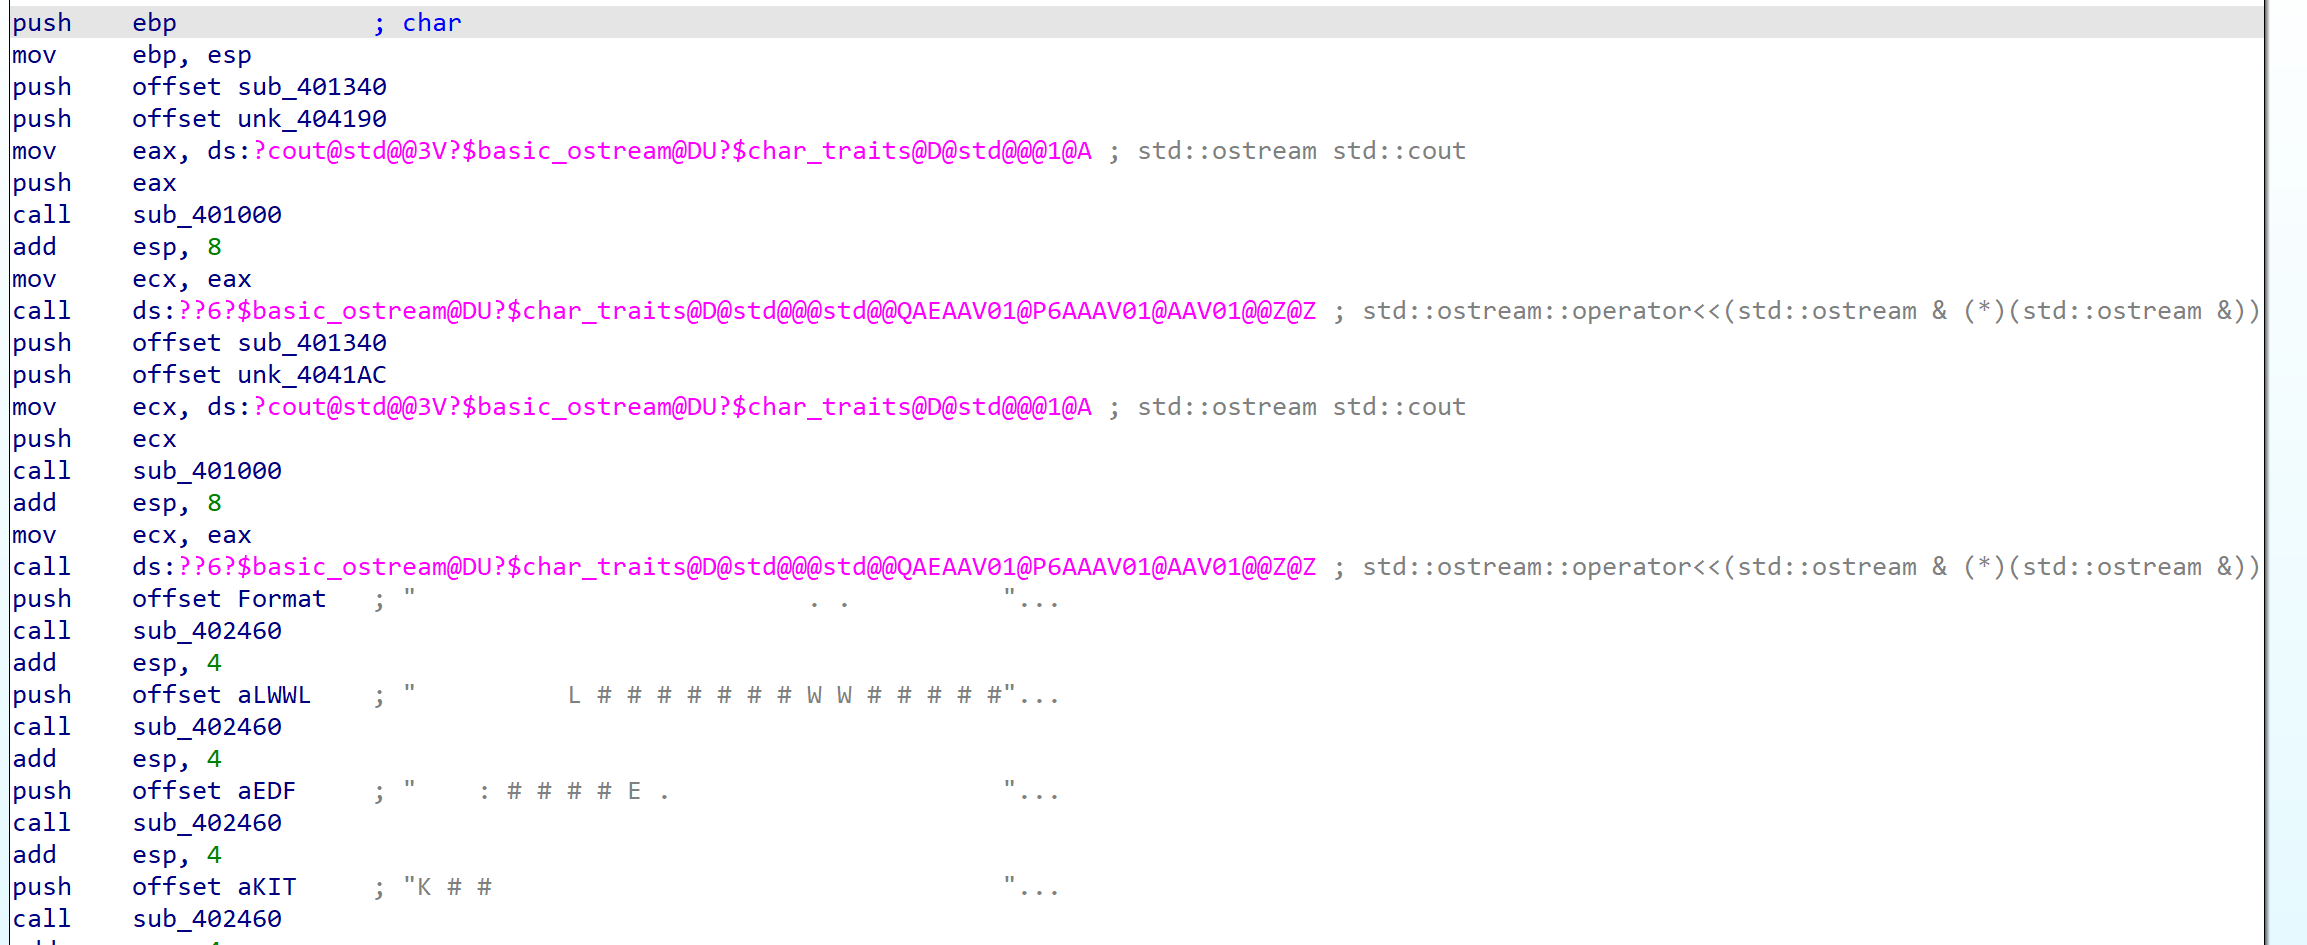 push    ebp             ; char
mov     ebp, esp
push    offset sub_401340
push    offset unk_404190
mov     eax, ds:?cout@std@@3V?$basic_ostream@DU?$char_traits@D@std@@@1@A ; std::ostream std::cout
push    eax
call    sub_401000
add     esp, 8
mov     ecx, eax
call    ds:??6?$basic_ostream@DU?$char_traits@D@std@@@std@@QAEAAV01@P6AAAV01@AAV01@@Z@Z ; std::ostream::operator<<(std::ostream & (*)(std::ostream &))
push    offset sub_401340
push    offset unk_4041AC
mov     ecx, ds:?cout@std@@3V?$basic_ostream@DU?$char_traits@D@std@@@1@A ; std::ostream std::cout
push    ecx
call    sub_401000
add     esp, 8
mov     ecx, eax
call    ds:??6?$basic_ostream@DU?$char_traits@D@std@@@std@@QAEAAV01@P6AAAV01@AAV01@@Z@Z ; std::ostream::operator<<(std::ostream & (*)(std::ostream &))
push    offset Format   ; "                          . .          "...
call    sub_402460
add     esp, 4
push    offset aLWWL    ; "          L # # # # # # # W W # # # # #"...
call    sub_402460
add     esp, 4
push    offset aEDF     ; "    : # # # # E .                      "...
call    sub_402460
add     esp, 4
push    offset aKIT     ; "K # #                                  "...
call    sub_402460